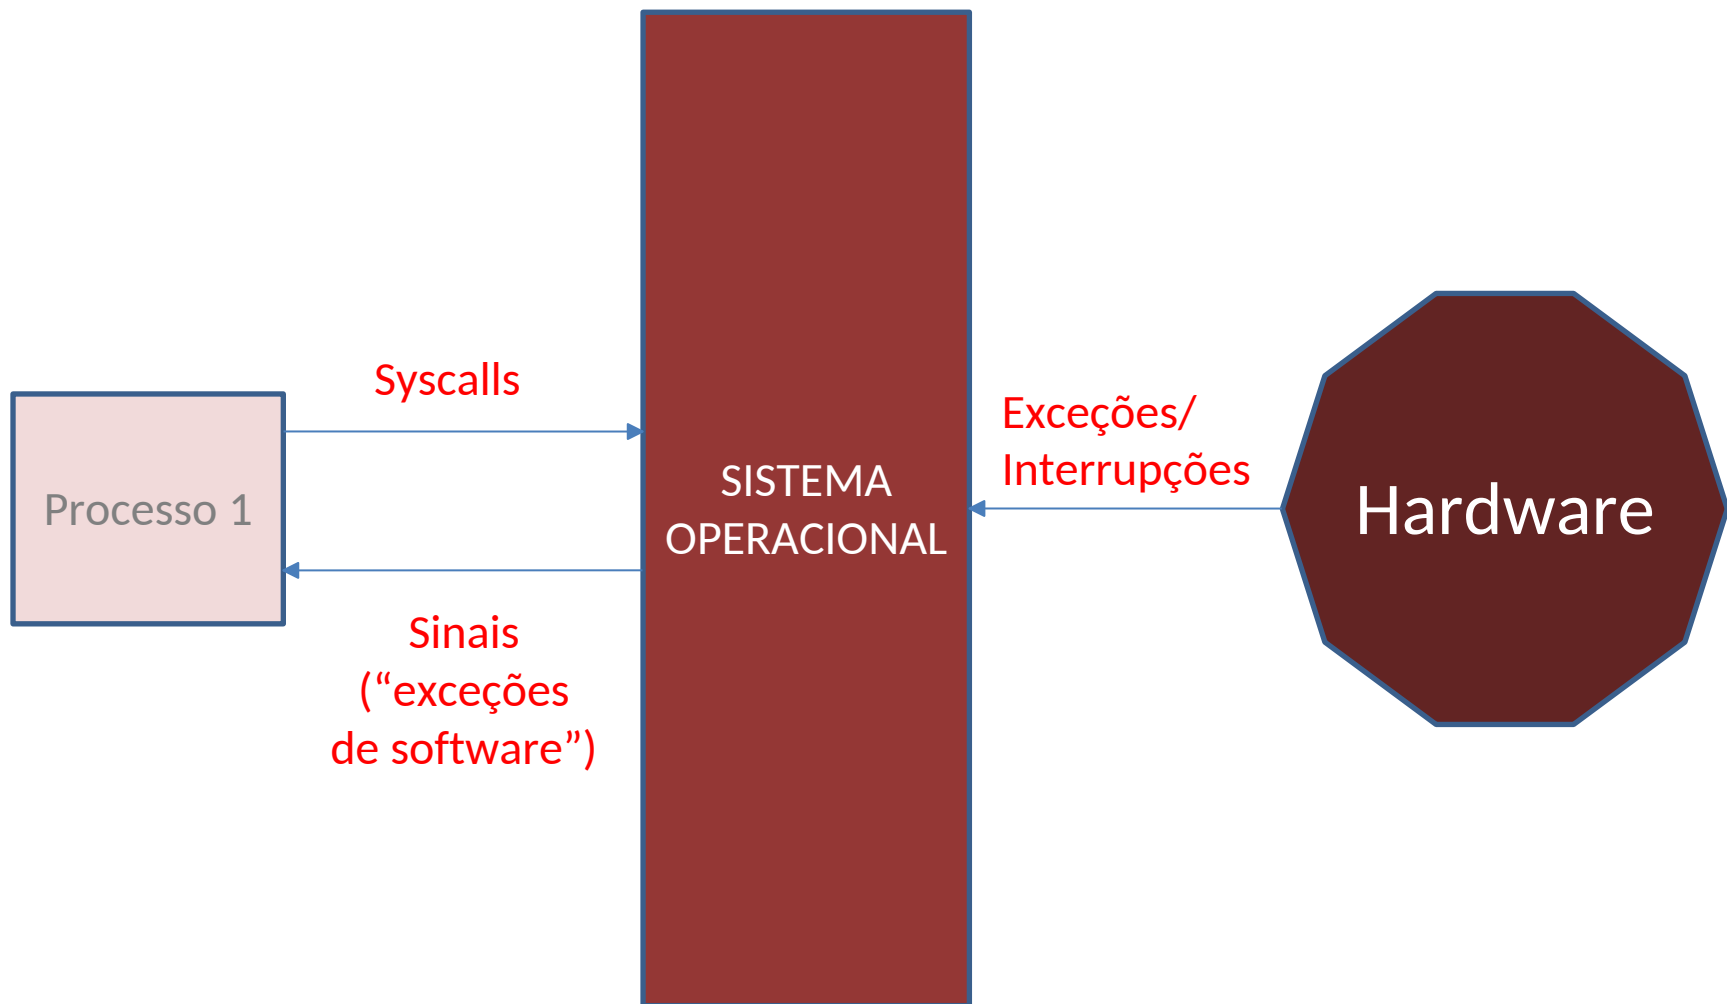 Processo 1
Syscalls
Sinais
(“exceções
de software”)
SISTEMA
OPERACIONAL
Exceções/
Interrupções
Hardware